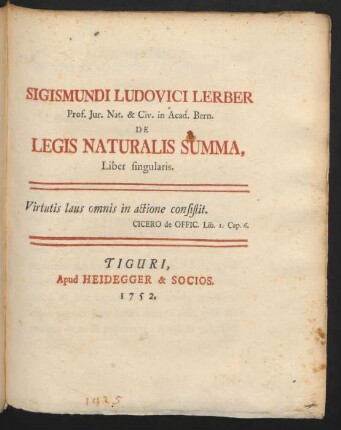 SIGISMUNDI LUDOVICI LERBER
Prof. Jur. Nat. & Civ. in Acad. Bern.
DE
LEGIS NATURALIS SUMMA,
Liber ſingularis.
Virtutis laus omnis in actione conſiſtit.
CICERO de OFFIC. Lib. 1. Cap. 6.
TIGURI,
Apud HEIDEGGER & SOCIOS.
1752.
1925